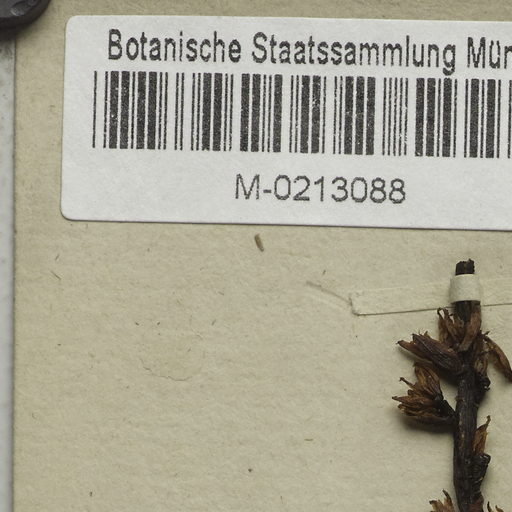 Botanische Staatssammlung Mün
M-0213088